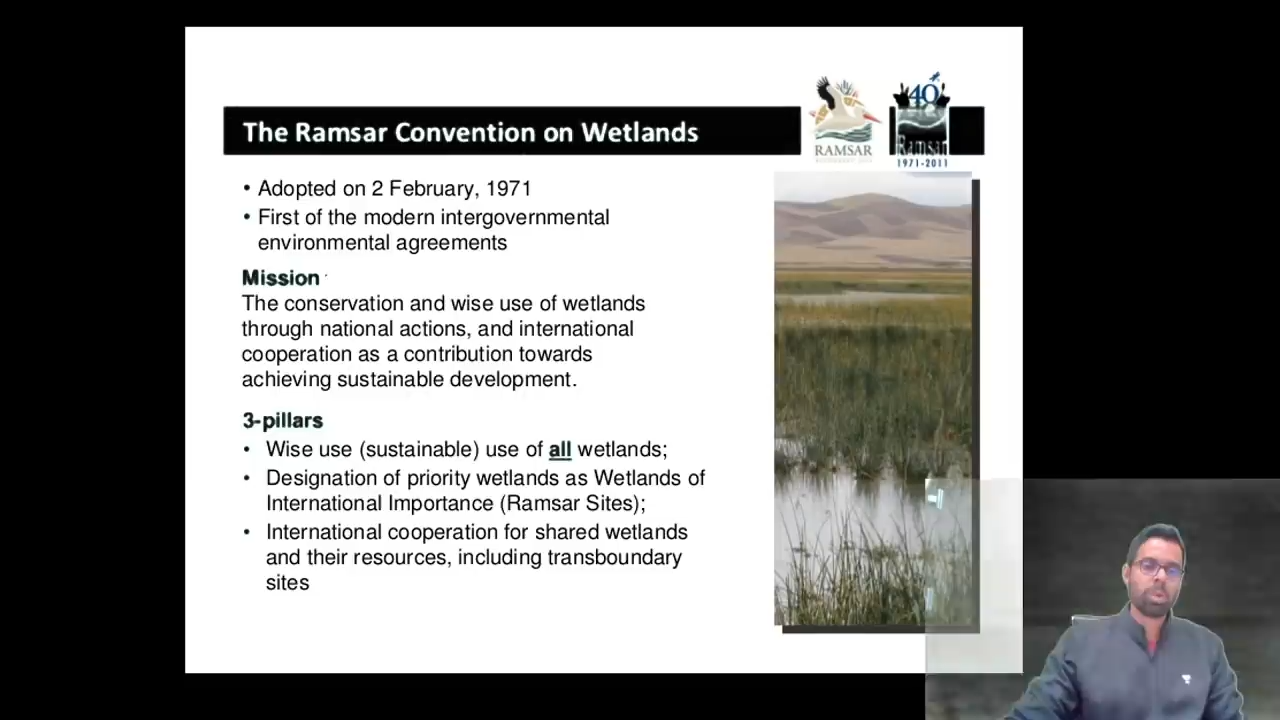 The Ramsar Convention on Wetlands
40
RAMSAR
Ramsar
1971-2011
• Adopted on 2 February, 1971
• First of the modern intergovernmental
environmental agreements
Mission
The conservation and wise use of wetlands
through national actions, and international
cooperation as a contribution towards
achieving sustainable development.
3-pillars
• Wise use (sustainable) use of all wetlands;
• Designation of priority wetlands as Wetlands of
International Importance (Ramsar Sites);
• International cooperation for shared wetlands
and their resources, including transboundary
sites